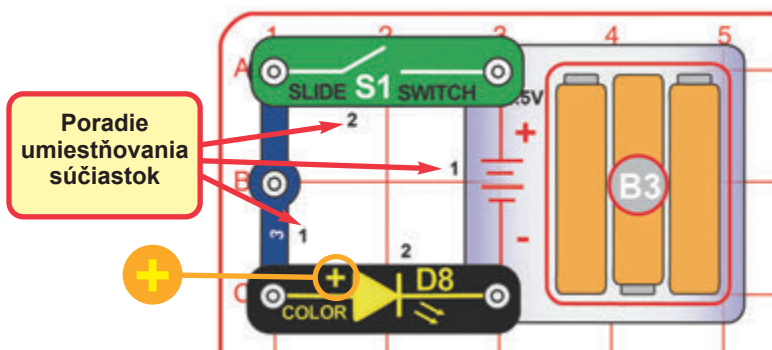 1 2 3 4 5
A
SLIDE S1 SWITCH
.5V
2
+
Poradie
umiestňovania
súčiastok
1
B
B3
3
1
-
2
+
+
D8
C
COLOR